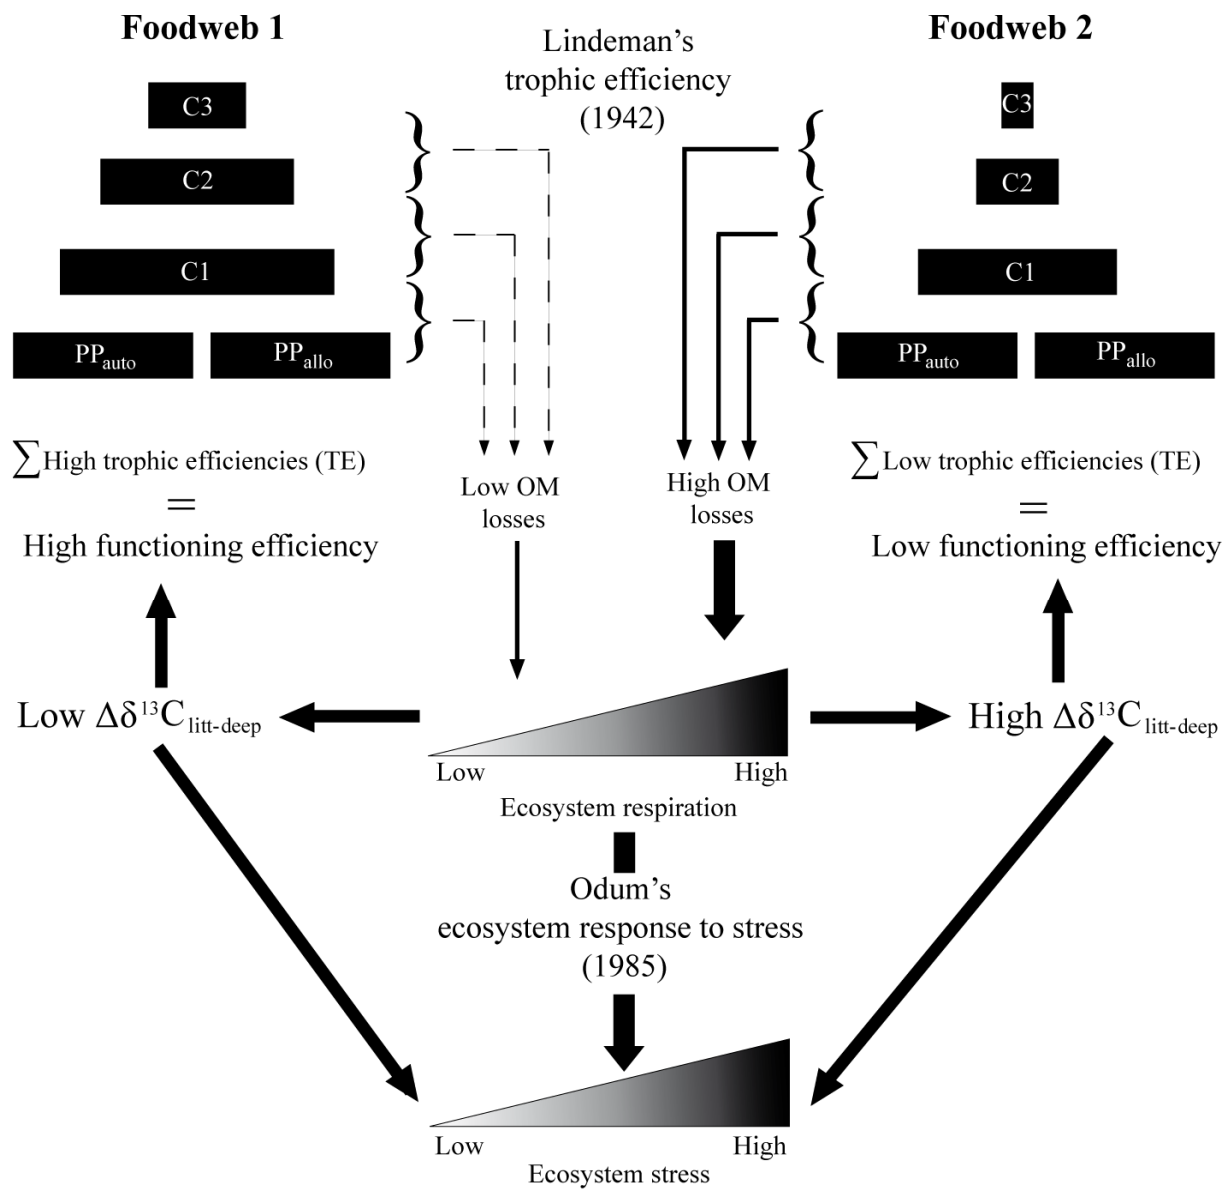 Foodweb 1
C3
C2
C1
PPauto
PPallo
∑High trophic efficiencies (TE)
=
High functioning efficiency
Lindeman’s
trophic efficiency
(1942)
Low OM
losses
High OM
losses
Foodweb 2
C3
C2
C1
PPauto
PPallo
∑Low trophic efficiencies (TE)
=
Low functioning efficiency
Low Δδ¹³Clitt-deep
High Δδ¹³Clitt-deep
Low
High
Ecosystem respiration
Odum’s
ecosystem response to stress
(1985)
Low
High
Ecosystem stress